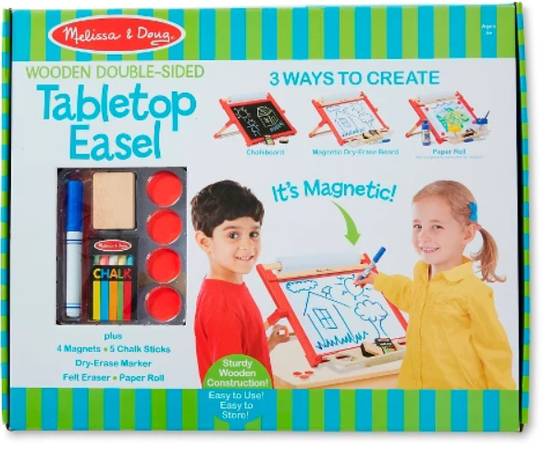 Melissa & Doug
WOODEN DOUBLE-SIDED
Tabletop
Easel
3 WAYS TO CREATE
Chalkboard
Magnetic Dry-Erase Board
Paper Roll
It's Magnetic!
Melissa & Doug
CHALK
plus
4 Magnets • 5 Chalk Sticks
Dry-Erase Marker
Felt Eraser • Paper Roll
Sturdy
Wooden
Construction!
Easy to Use!
Easy to
Store!